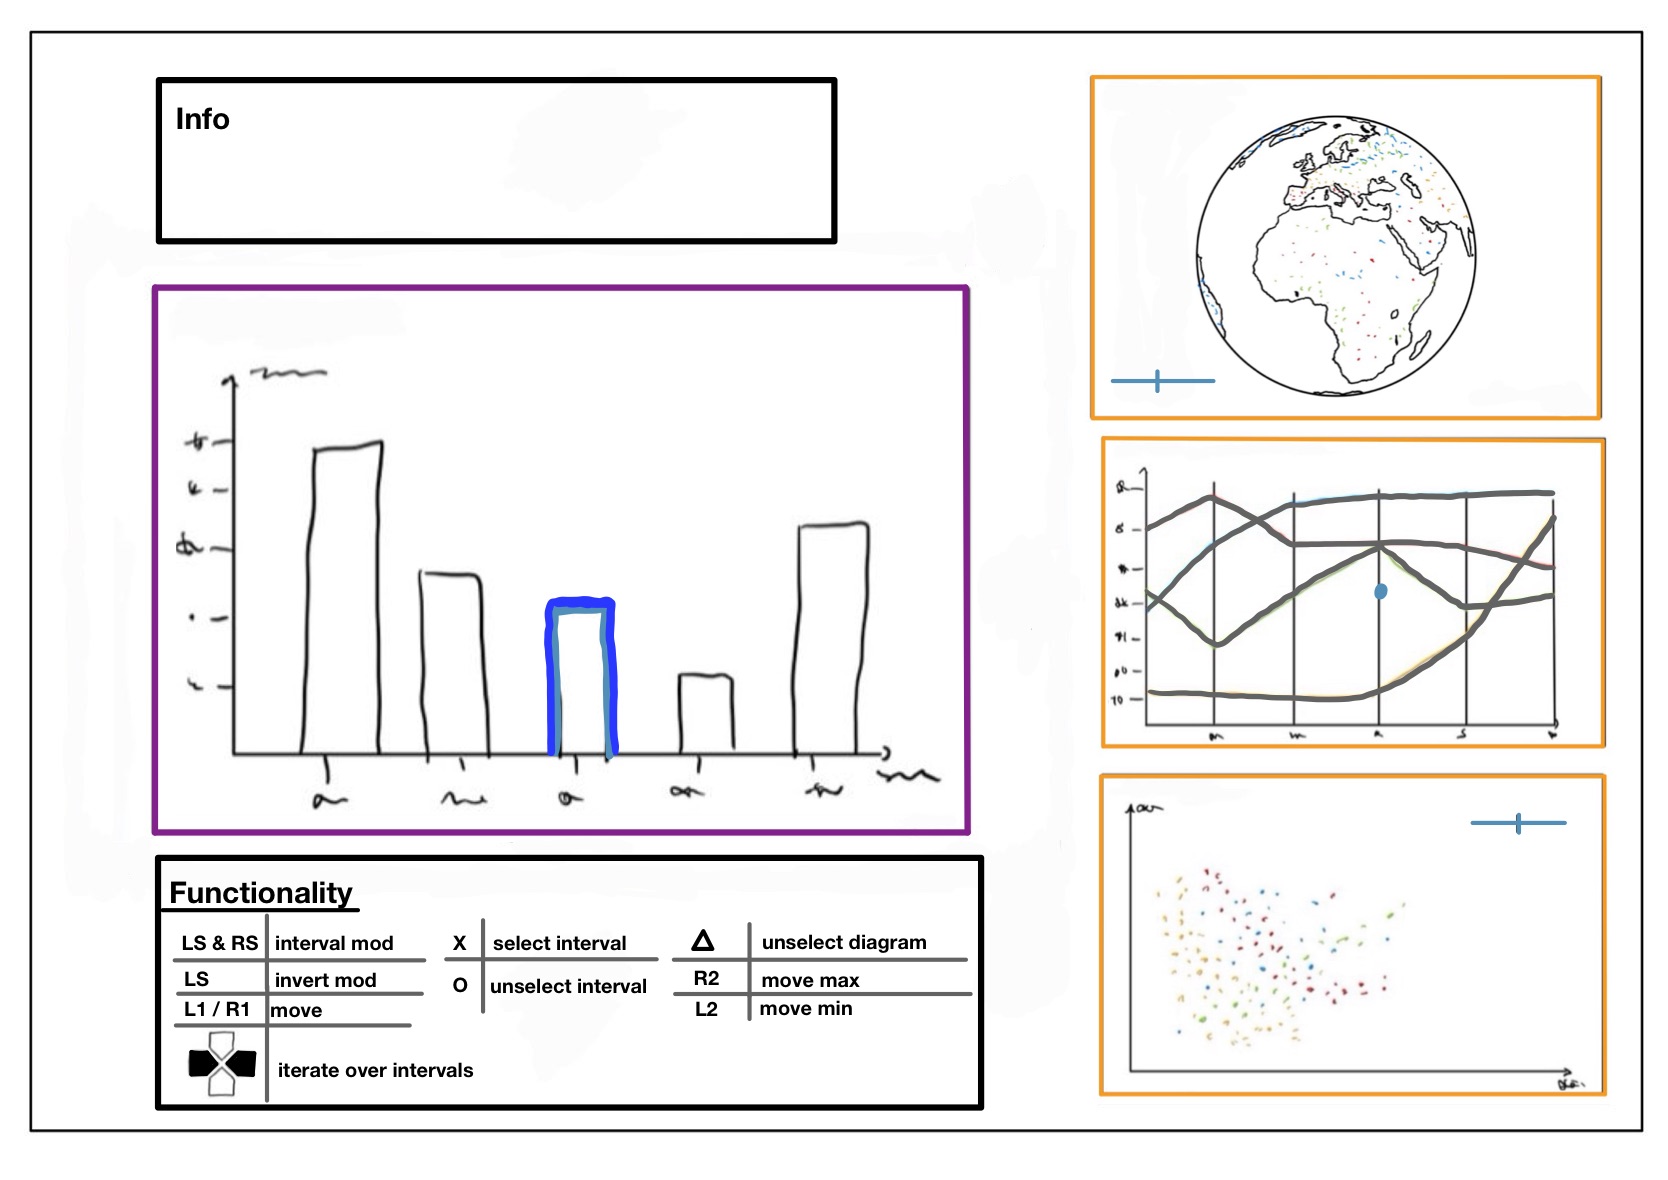 Info
Functionality
LS & RS interval mod
LS invert mod
L1 / R1 move
iterate over intervals
X select interval
O unselect interval
Δ unselect diagram
R2 move max
L2 move min